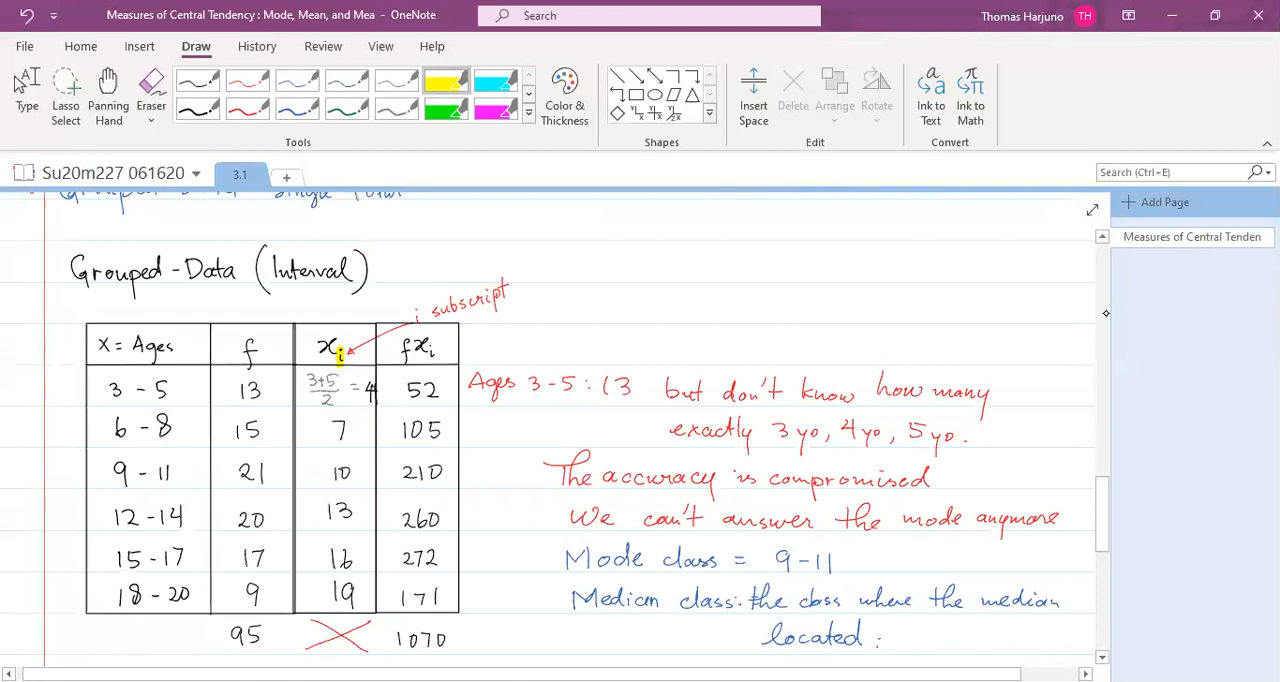 Measures of Central Tendency : Mode, Mean, and Mea - OneNote
Search
Thomas Harjuno TH
File Home Insert Draw History Review View Help
Type
Lasso Select
Panning Hand
Eraser
Color & Thickness
Insert Space
Delete
Arrange
Rotate
Ink to Text
Ink to Math
Tools
Shapes
Edit
Convert
Su20m227 061620
3.1
Search (Ctrl+E)
Add Page
Measures of Central Tenden
Grouped-Data (Interval)
i subscript
x = Ages f xi fxi
3 - 5 13 3+5/2 = 4 52
6 - 8 15 7 105
9 - 11 21 10 210
12 - 14 20 13 260
15 - 17 17 16 272
18 - 20 9 19 171
95 1070
Ages 3 - 5 : 13 but don't know how many
exactly 3yo, 4yo, 5yo.
The accuracy is compromised
We can't answer the mode anymore
Mode class = 9 - 11
Median class: the class where the median
located :